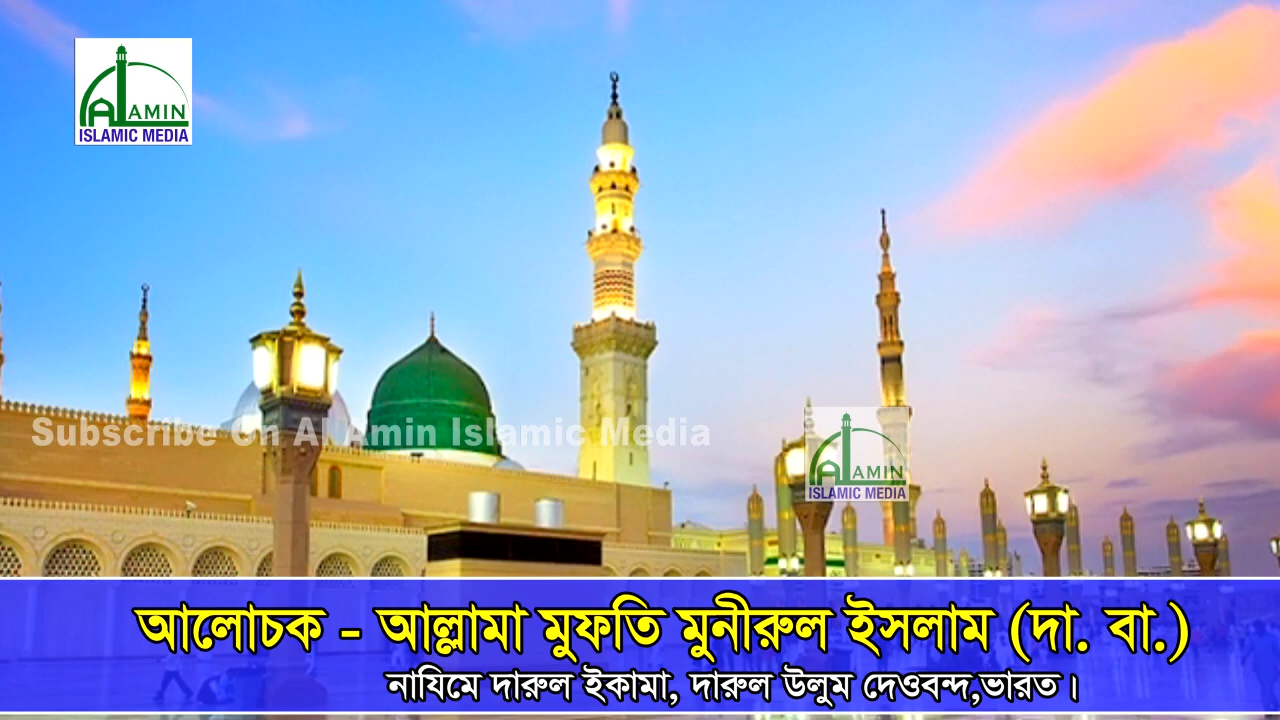 AL AMIN
ISLAMIC MEDIA
Subscribe On Al Amin Islamic Media
AL AMIN
ISLAMIC MEDIA
আলোচক - আল্লামা মুফতি মুনীরুল ইসলাম (দা. বা.)
নাযিমে দারুল ইকামা, দারুল উলুম দেওবন্দ,ভারত।